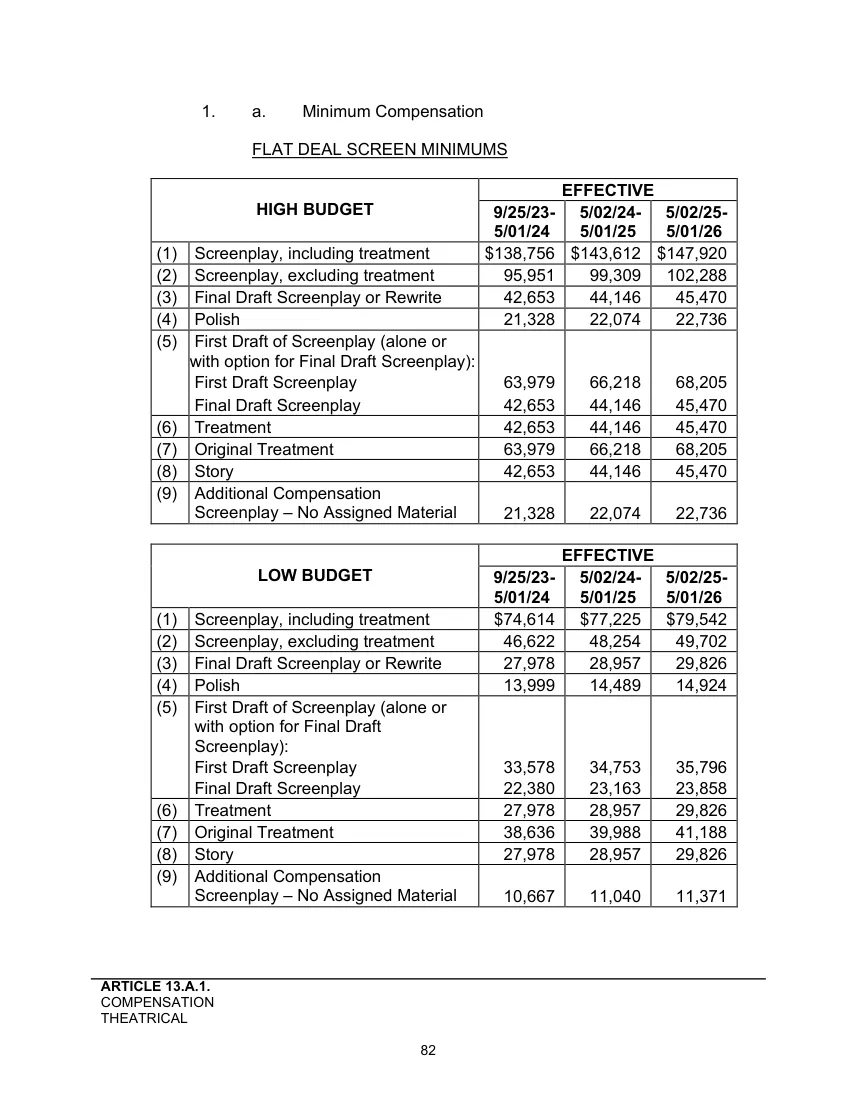 1. a. Minimum Compensation
FLAT DEAL SCREEN MINIMUMS
HIGH BUDGET
EFFECTIVE
9/25/23- 5/02/24- 5/02/25-
5/01/24 5/01/25 5/01/26
(1) Screenplay, including treatment $138,756 $143,612 $147,920
(2) Screenplay, excluding treatment 95,951 99,309 102,288
(3) Final Draft Screenplay or Rewrite 42,653 44,146 45,470
(4) Polish 21,328 22,074 22,736
(5) First Draft of Screenplay (alone or
with option for Final Draft Screenplay):
First Draft Screenplay 63,979 66,218 68,205
Final Draft Screenplay 42,653 44,146 45,470
(6) Treatment 42,653 44,146 45,470
(7) Original Treatment 63,979 66,218 68,205
(8) Story 42,653 44,146 45,470
(9) Additional Compensation
Screenplay – No Assigned Material 21,328 22,074 22,736
LOW BUDGET
EFFECTIVE
9/25/23- 5/02/24- 5/02/25-
5/01/24 5/01/25 5/01/26
(1) Screenplay, including treatment $74,614 $77,225 $79,542
(2) Screenplay, excluding treatment 46,622 48,254 49,702
(3) Final Draft Screenplay or Rewrite 27,978 28,957 29,826
(4) Polish 13,999 14,489 14,924
(5) First Draft of Screenplay (alone or
with option for Final Draft
Screenplay):
First Draft Screenplay 33,578 34,753 35,796
Final Draft Screenplay 22,380 23,163 23,858
(6) Treatment 27,978 28,957 29,826
(7) Original Treatment 38,636 39,988 41,188
(8) Story 27,978 28,957 29,826
(9) Additional Compensation
Screenplay – No Assigned Material 10,667 11,040 11,371
ARTICLE 13.A.1.
COMPENSATION
THEATRICAL
82